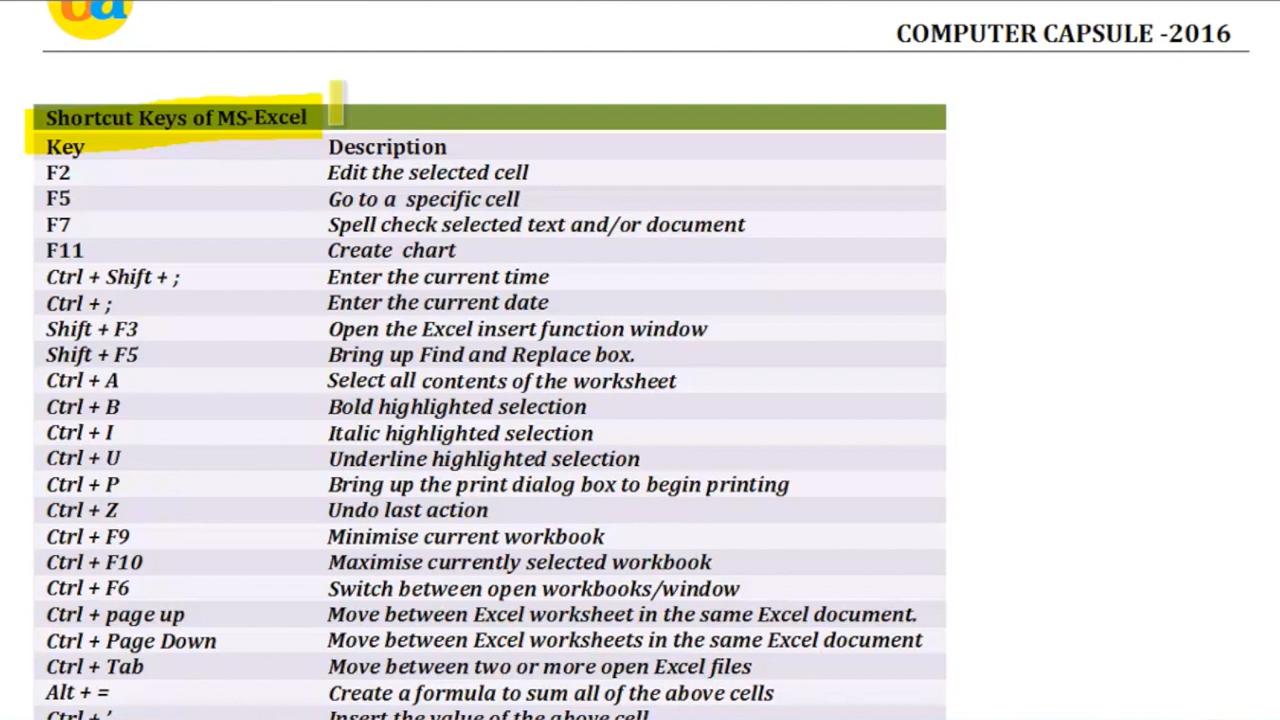 COMPUTER CAPSULE -2016
Shortcut Keys of MS-Excel
Key Description
F2 Edit the selected cell
F5 Go to a specific cell
F7 Spell check selected text and/or document
F11 Create chart
Ctrl + Shift + ; Enter the current time
Ctrl + ; Enter the current date
Shift + F3 Open the Excel insert function window
Shift + F5 Bring up Find and Replace box.
Ctrl + A Select all contents of the worksheet
Ctrl + B Bold highlighted selection
Ctrl + I Italic highlighted selection
Ctrl + U Underline highlighted selection
Ctrl + P Bring up the print dialog box to begin printing
Ctrl + Z Undo last action
Ctrl + F9 Minimise current workbook
Ctrl + F10 Maximise currently selected workbook
Ctrl + F6 Switch between open workbooks/window
Ctrl + page up Move between Excel worksheet in the same Excel document.
Ctrl + Page Down Move between Excel worksheets in the same Excel document
Ctrl + Tab Move between two or more open Excel files
Alt + = Create a formula to sum all of the above cells
Ctrl + ' Insert the value of the above cell